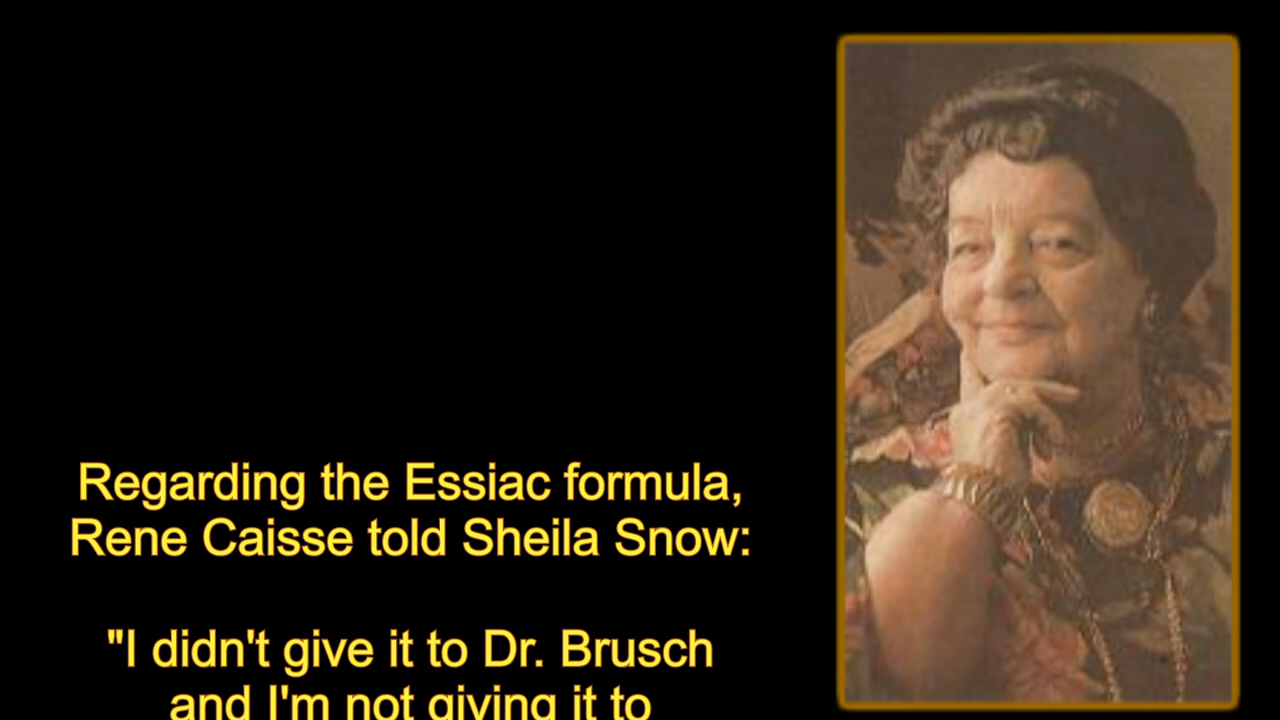 Regarding the Essiac formula,
Rene Caisse told Sheila Snow:
"I didn't give it to Dr. Brusch
and I'm not giving it to